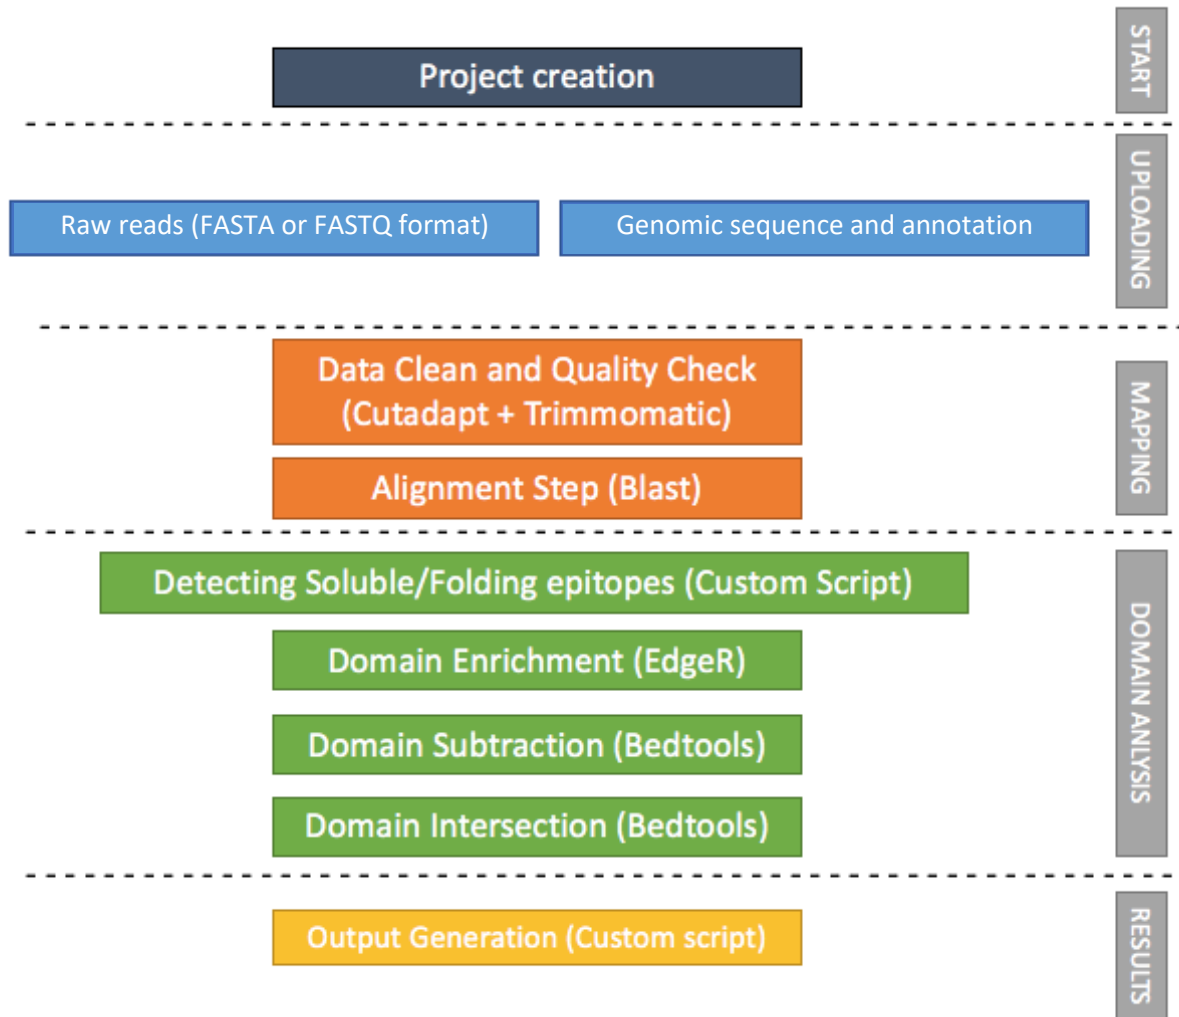 START
Project creation
UPLOADING
Raw reads (FASTA or FASTQ format)
Genomic sequence and annotation
MAPPING
Data Clean and Quality Check
(Cutadapt + Trimmomatic)
Alignment Step (Blast)
DOMAIN ANLYSIS
Detecting Soluble/Folding epitopes (Custom Script)
Domain Enrichment (EdgeR)
Domain Subtraction (Bedtools)
Domain Intersection (Bedtools)
RESULTS
Output Generation (Custom script)